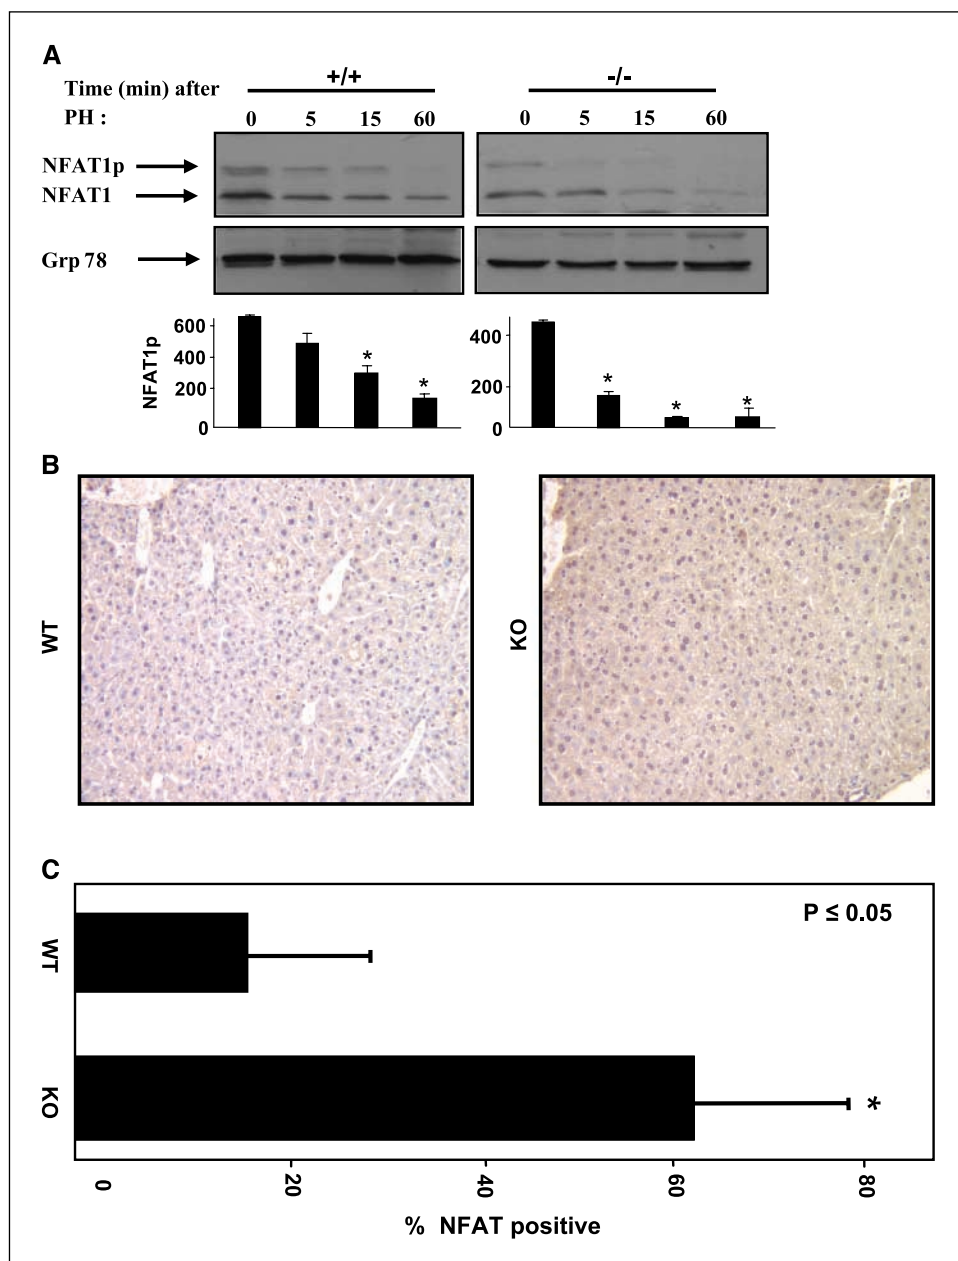 A
Time (min) after +/+ -/-
PH : 0 5 15 60 0 5 15 60
NFAT1p
NFAT1
Grp 78
NFAT1p
600
400
200
0
* *
400
200
0
* * *
B
WT
KO
C
P ≤ 0.05
WT
KO
*
0 20 40 60 80
% NFAT positive